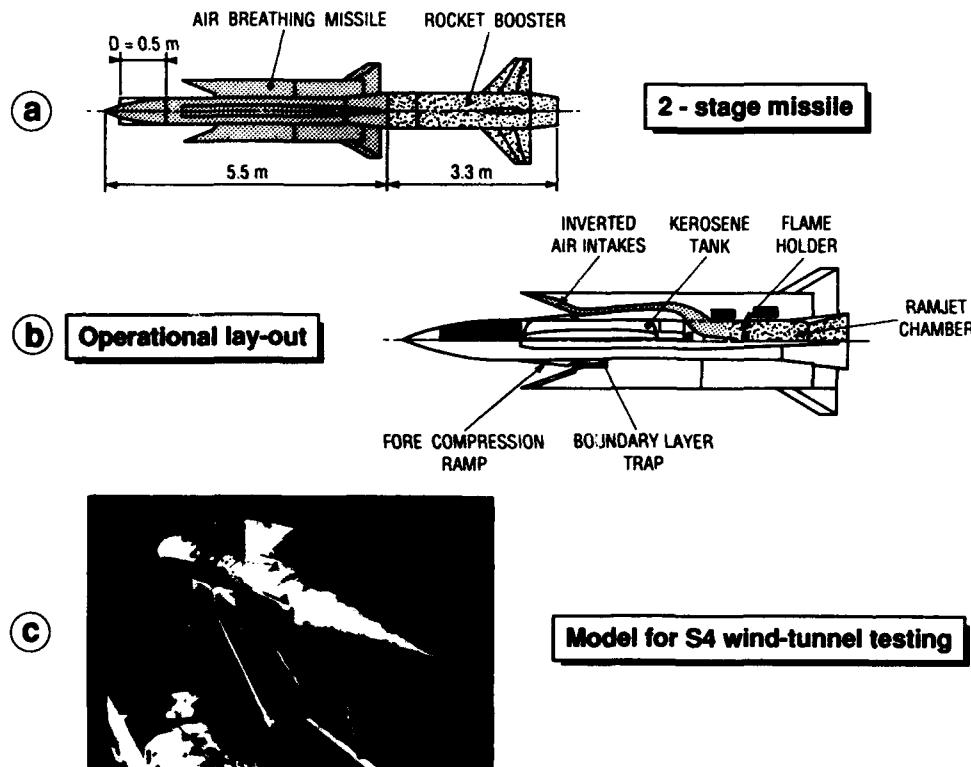 AIR BREATHING MISSILE
ROCKET BOOSTER
D = 0.5 m
a
2 - stage missile
5.5 m
3.3 m
INVERTED
AIR INTAKES
KEROSENE
TANK
FLAME
HOLDER
b
Operational lay-out
RAMJET
CHAMBER
FORE COMPRESSION
RAMP
BOUNDARY LAYER
TRAP
c
Model for S4 wind-tunnel testing